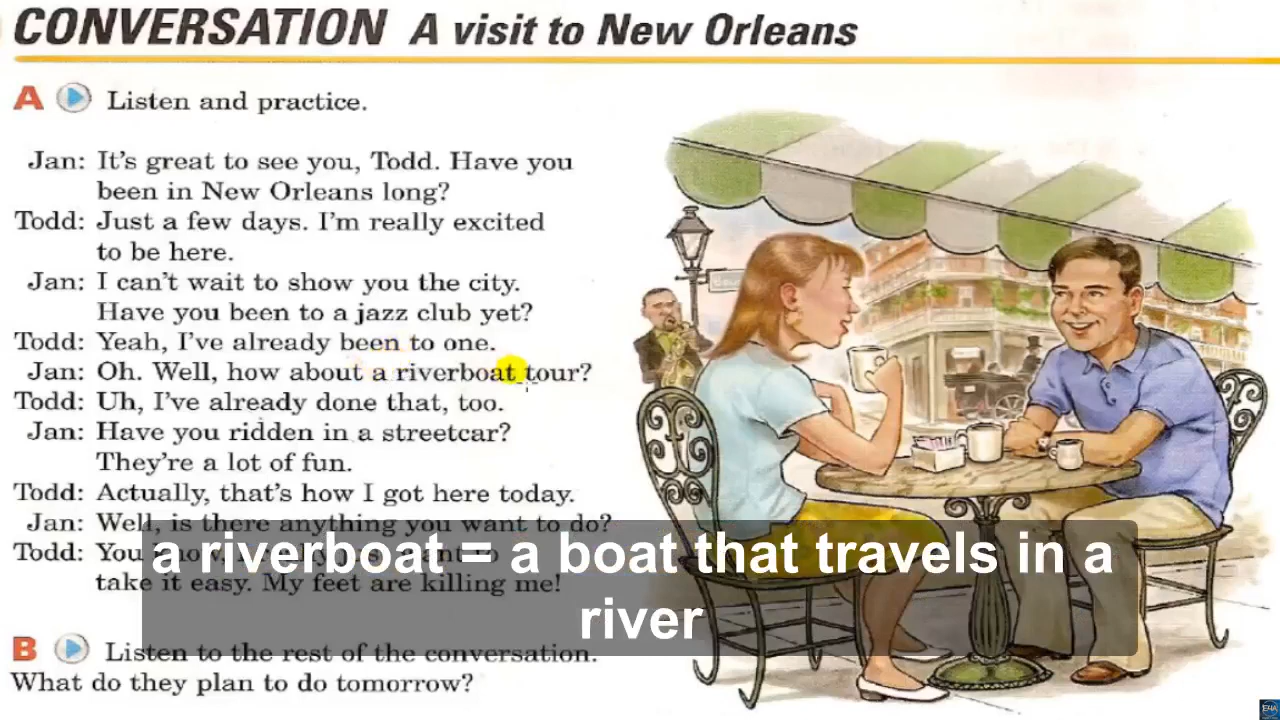 CONVERSATION A visit to New Orleans
A Listen and practice.
Jan: It's great to see you, Todd. Have you
been in New Orleans long?
Todd: Just a few days. I'm really excited
to be here.
Jan: I can't wait to show you the city.
Have you been to a jazz club yet?
Todd: Yeah, I've already been to one.
Jan: Oh. Well, how about a riverboat tour?
Todd: Uh, I've already done that, too.
Jan: Have you ridden in a streetcar?
They're a lot of fun.
Todd: Actually, that's how I got here today.
Jan: Well, is there anything you want to do?
Todd: You
take it easy. My feet are killing me!
a riverboat = a boat that travels in a
river
B Listen to the rest of the conversation.
What do they plan to do tomorrow?